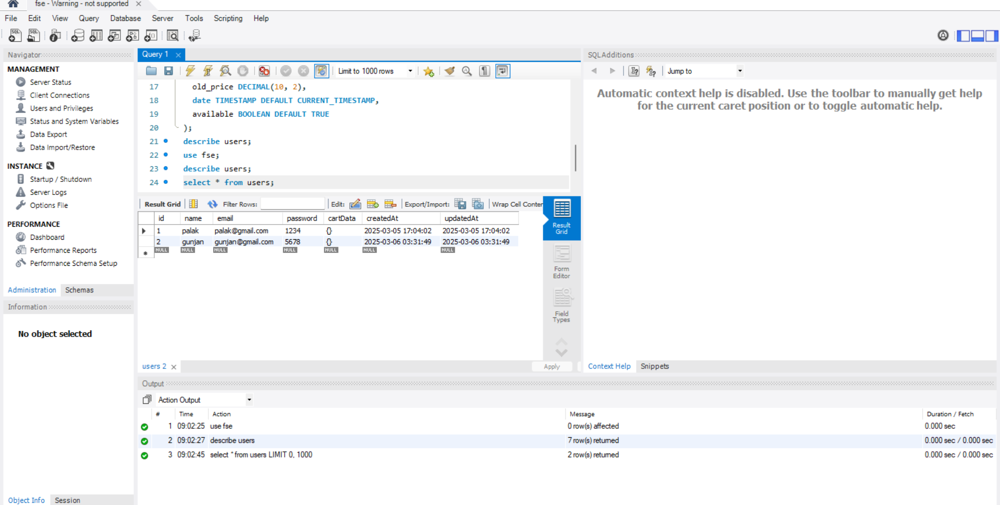 fse - Warning - not supported
File Edit View Query Database Server Tools Scripting Help
Navigator
MANAGEMENT
Server Status
Client Connections
Users and Privileges
Status and System Variables
Data Export
Data Import/Restore
INSTANCE
Startup / Shutdown
Server Logs
Options File
PERFORMANCE
Dashboard
Performance Reports
Performance Schema Setup
Administration Schemas
Information
No object selected
Object Info Session
Query 1
Limit to 1000 rows
17 old_price DECIMAL(10, 2),
18 date TIMESTAMP DEFAULT CURRENT_TIMESTAMP,
19 available BOOLEAN DEFAULT TRUE
20 );
21 describe users;
22 use fse;
23 describe users;
24 select * from users;
Result Grid Filter Rows: Edit: Export/Import: Wrap Cell Conter
id name email password cartData createdAt updatedAt
1 palak palak@gmail.com 1234 {} 2025-03-05 17:04:02 2025-03-05 17:04:02
2 gunjan gunjan@gmail.com 5678 {} 2025-03-06 03:31:49 2025-03-06 03:31:49
NULL NULL NULL NULL NULL NULL NULL
Result
Grid
Form
Editor
Field
Types
users 2 Apply
SQLAdditions
Jump to
Automatic context help is disabled. Use the toolbar to manually get help
for the current caret position or to toggle automatic help.
Context Help Snippets
Output
Action Output
# Time Action Message Duration / Fetch
1 09:02:25 use fse 0 row(s) affected 0.000 sec
2 09:02:27 describe users 7 row(s) returned 0.000 sec / 0.000 sec
3 09:02:45 select * from users LIMIT 0, 1000 2 row(s) returned 0.000 sec / 0.000 sec